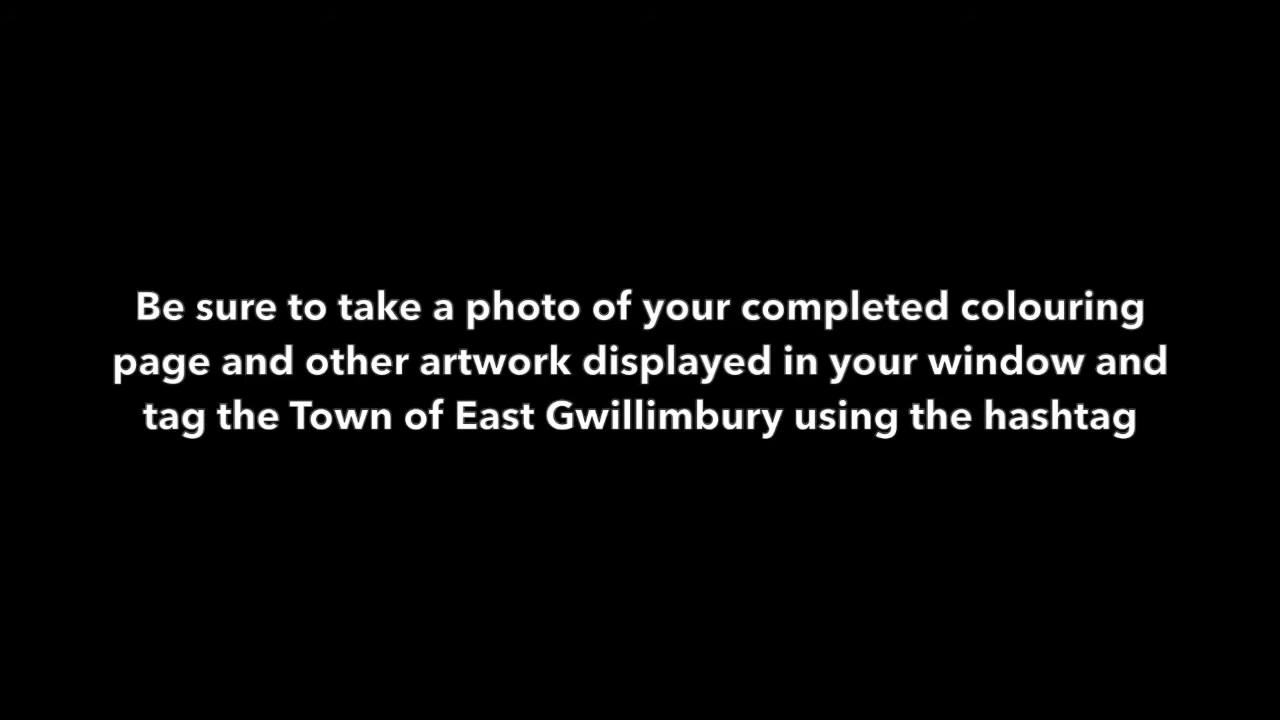 Be sure to take a photo of your completed colouring
page and other artwork displayed in your window and
tag the Town of East Gwillimbury using the hashtag